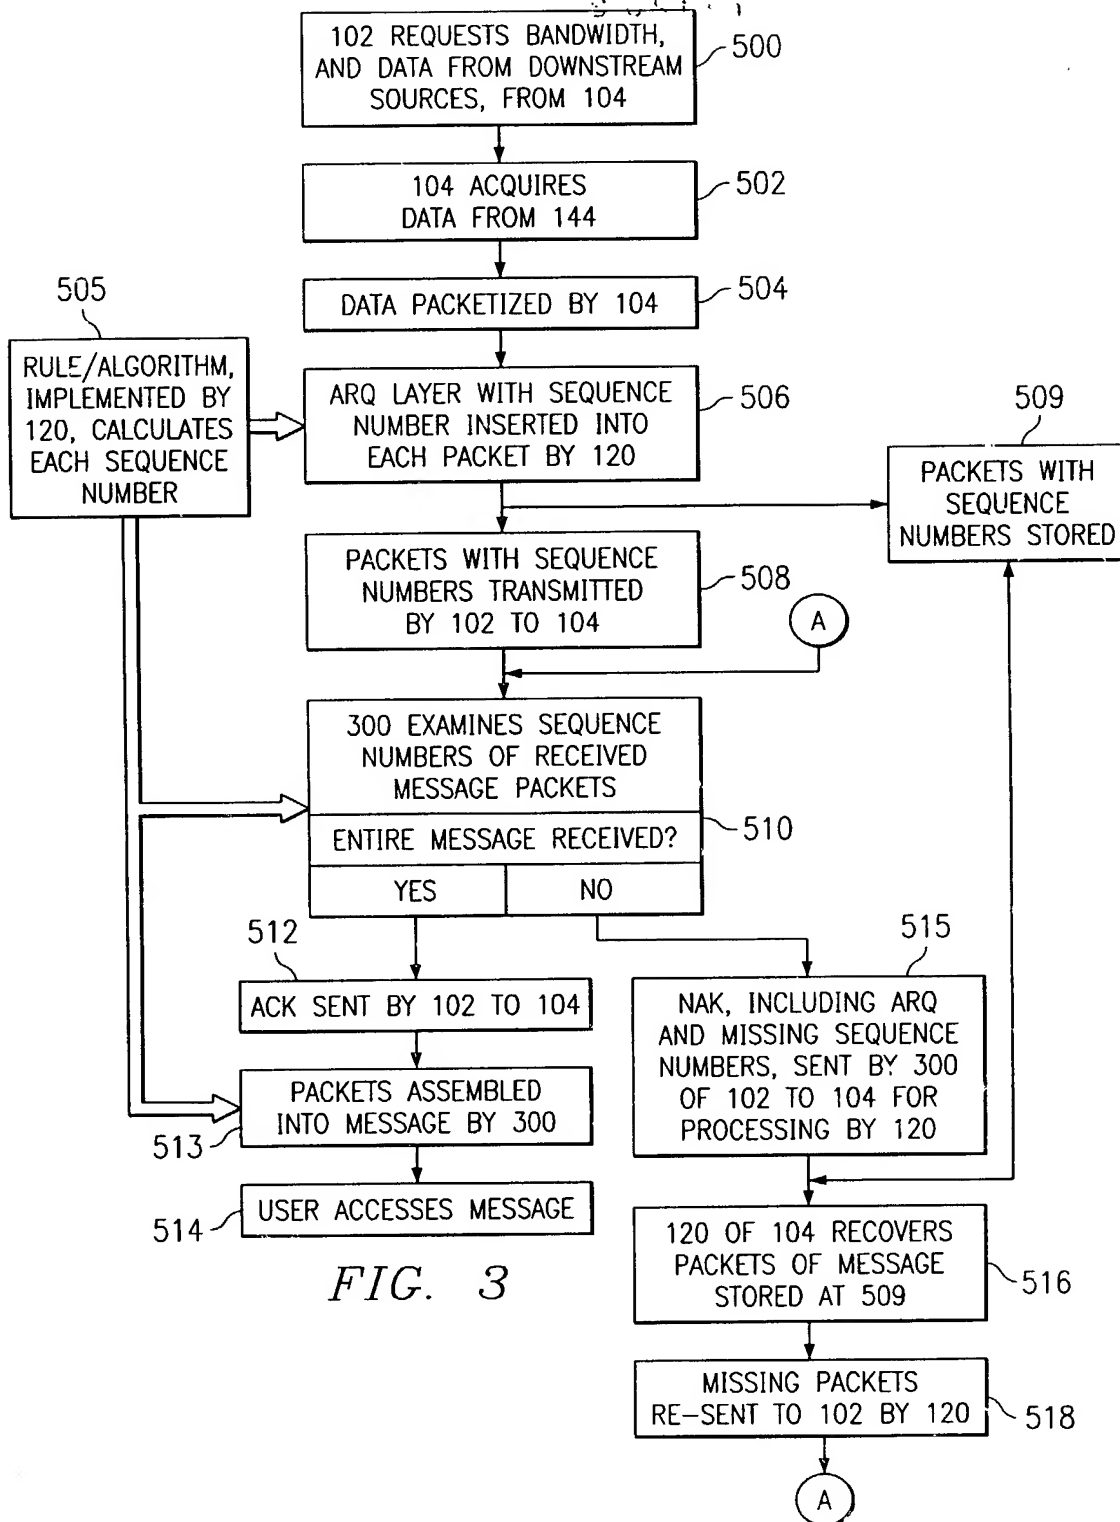 102 REQUESTS BANDWIDTH,
AND DATA FROM DOWNSTREAM
SOURCES, FROM 104
500
104 ACQUIRES
DATA FROM 144
502
DATA PACKETIZED BY 104
504
505
RULE/ALGORITHM,
IMPLEMENTED BY
120, CALCULATES
EACH SEQUENCE
NUMBER
ARQ LAYER WITH SEQUENCE
NUMBER INSERTED INTO
EACH PACKET BY 120
506
509
PACKETS WITH
SEQUENCE
NUMBERS STORED
PACKETS WITH SEQUENCE
NUMBERS TRANSMITTED
BY 102 TO 104
508
A
300 EXAMINES SEQUENCE
NUMBERS OF RECEIVED
MESSAGE PACKETS
ENTIRE MESSAGE RECEIVED?
510
YES
NO
512
ACK SENT BY 102 TO 104
PACKETS ASSEMBLED
INTO MESSAGE BY 300
513
USER ACCESSES MESSAGE
514
515
NAK, INCLUDING ARQ
AND MISSING SEQUENCE
NUMBERS, SENT BY 300
OF 102 TO 104 FOR
PROCESSING BY 120
120 OF 104 RECOVERS
PACKETS OF MESSAGE
STORED AT 509
516
MISSING PACKETS
RE-SENT TO 102 BY 120
518
A
FIG. 3